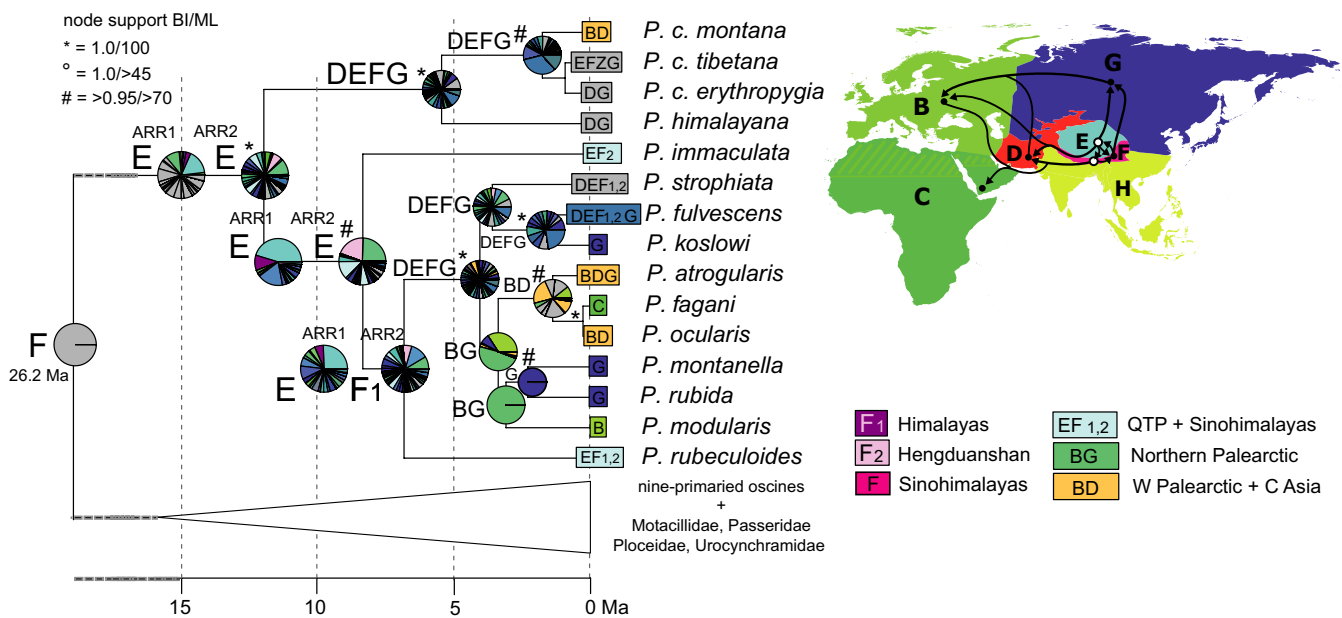 node support BI/ML
* = 1.0/100
° = 1.0/>45
# = >0.95/>70
ARR1 ARR2
E E *
DEFG *
DEFG #
BD P. c. montana
EFZG P. c. tibetana
DG P. c. erythropygia
DG P. himalayana
EF2 P. immaculata
DEF1,2 P. strophiata
DEF1,2 G P. fulvescens
G P. koslowi
BDG P. atrogularis
C P. fagani
BD P. ocularis
G P. montanella
G P. rubida
B P. modularis
EF1,2 P. rubeculoides
ARR1 ARR2
E E #
DEFG
DEFG *
* DEFG
BD #
*
BG #
G
BG
ARR1 ARR2
E F1
F
26.2 Ma
nine-primaried oscines
+
Motacillidae, Passeridae
Ploceidae, Urocynchramidae
15 10 5 0 Ma
G
B
E
D F
C H
F1 Himalayas
F2 Hengduanshan
F Sinohimalayas
EF 1,2 QTP + Sinohimalayas
BG Northern Palearctic
BD W Palearctic + C Asia